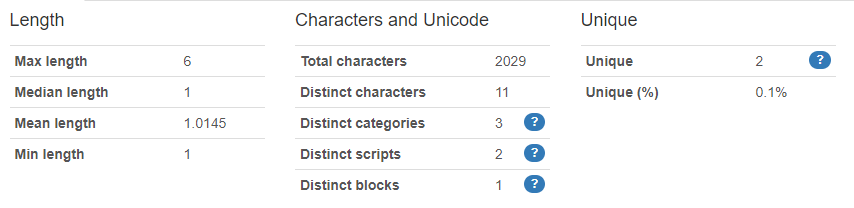 Length
Max length 6
Median length 1
Mean length 1.0145
Min length 1
Characters and Unicode
Total characters 2029
Distinct characters 11
Distinct categories 3 ?
Distinct scripts 2 ?
Distinct blocks 1 ?
Unique
Unique 2 ?
Unique (%) 0.1%